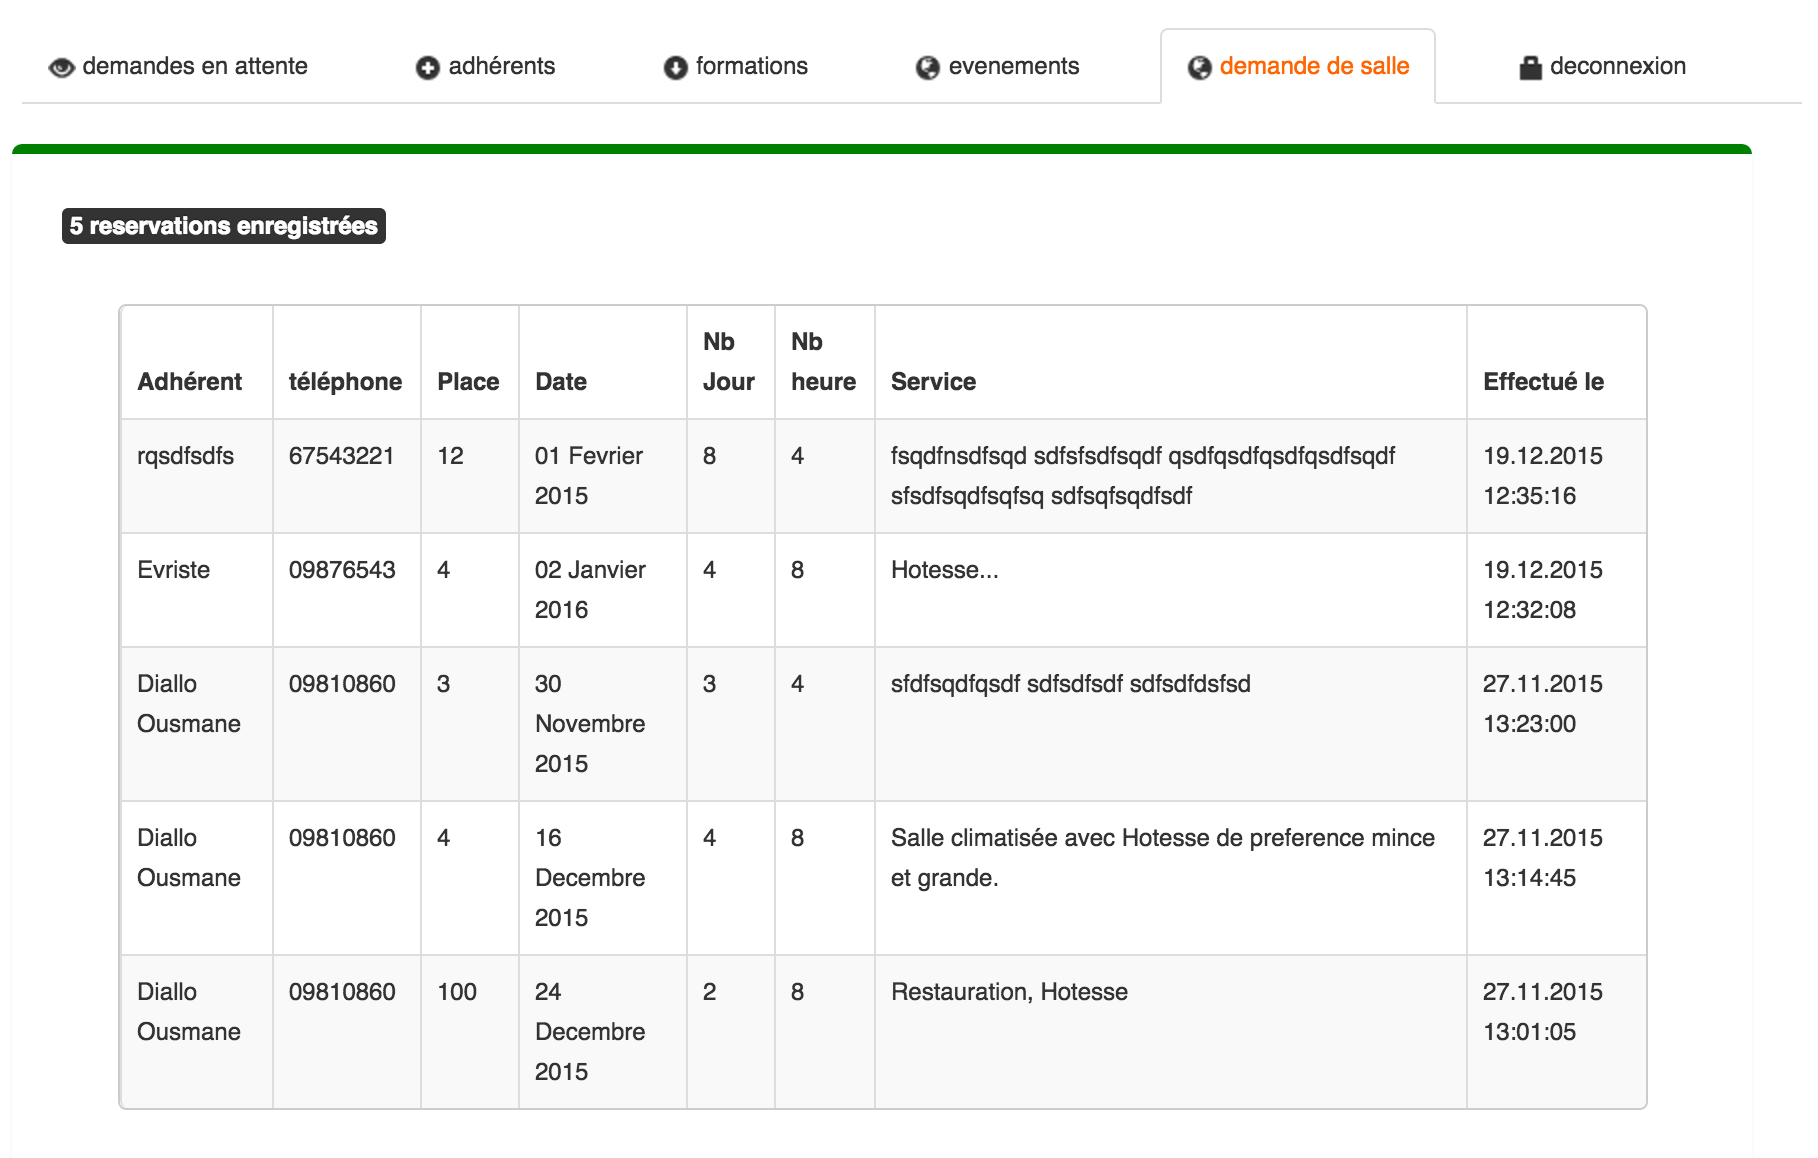 demandes en attente adhérents formations evenements demande de salle deconnexion
5 reservations enregistrées
Adhérent téléphone Place Date Nb Jour Nb heure Service Effectué le
rqsdfsdfs 67543221 12 01 Fevrier 8 4 fsqdfnsdfsqd sdfsfsdfsqdf qsdfqsdfqsdfqsdfsqdf 19.12.2015
2015 sfsdfsqdfsqfsq sdfsqfsqdfsdf 12:35:16
Evriste 09876543 4 02 Janvier 4 8 Hotesse... 19.12.2015
2016 12:32:08
Diallo 09810860 3 30 3 4 sfdfsqdfqsdf sdfsdfsdf sdfsdfdsfsd 27.11.2015
Ousmane Novembre 13:23:00
2015
Diallo 09810860 4 16 4 8 Salle climatisée avec Hotesse de preference mince 27.11.2015
Ousmane Decembre et grande. 13:14:45
2015
Diallo 09810860 100 24 2 8 Restauration, Hotesse 27.11.2015
Ousmane Decembre 13:01:05
2015